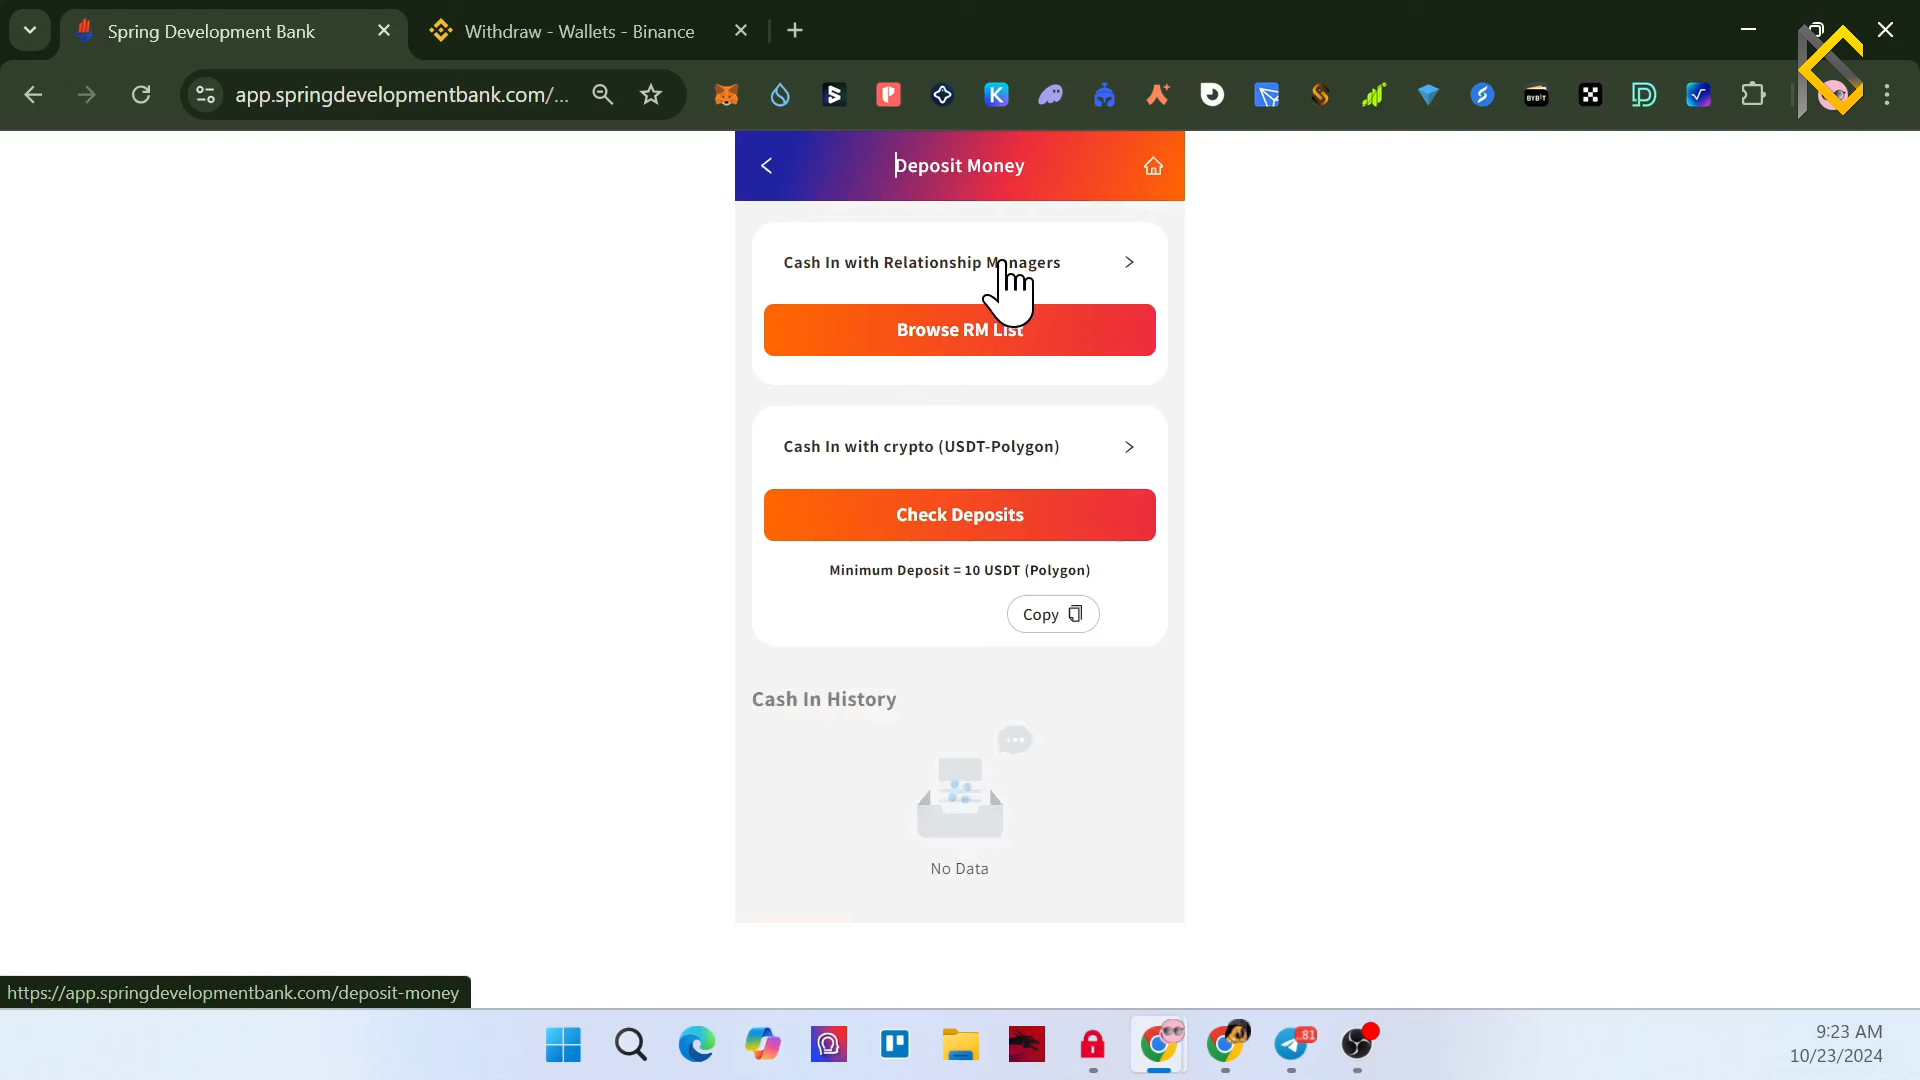 Spring Development Bank
Withdraw - Wallets - Binance
app.springdevelopmentbank.com/...
BYBIT
Deposit Money
Cash In with Relationship Managers
Browse RM List
Cash In with crypto (USDT-Polygon)
Check Deposits
Minimum Deposit = 10 USDT (Polygon)
Copy
Cash In History
No Data
https://app.springdevelopmentbank.com/deposit-money
81
9:23 AM
10/23/2024